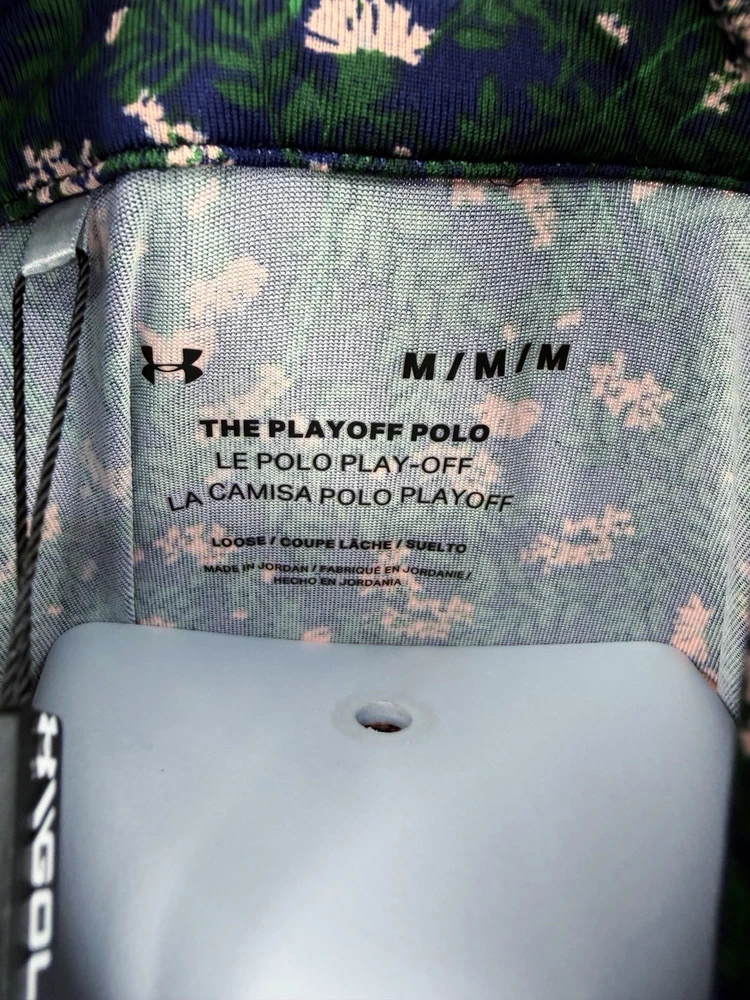 M/M/M
THE PLAYOFF POLO
LE POLO PLAY-OFF
LA CAMISA POLO PLAYOFF
LOOSE / COUPE LÂCHE / SUELTO
MADE IN JORDAN / FABRIQUÉ EN JORDANIE /
HECHO EN JORDANIA